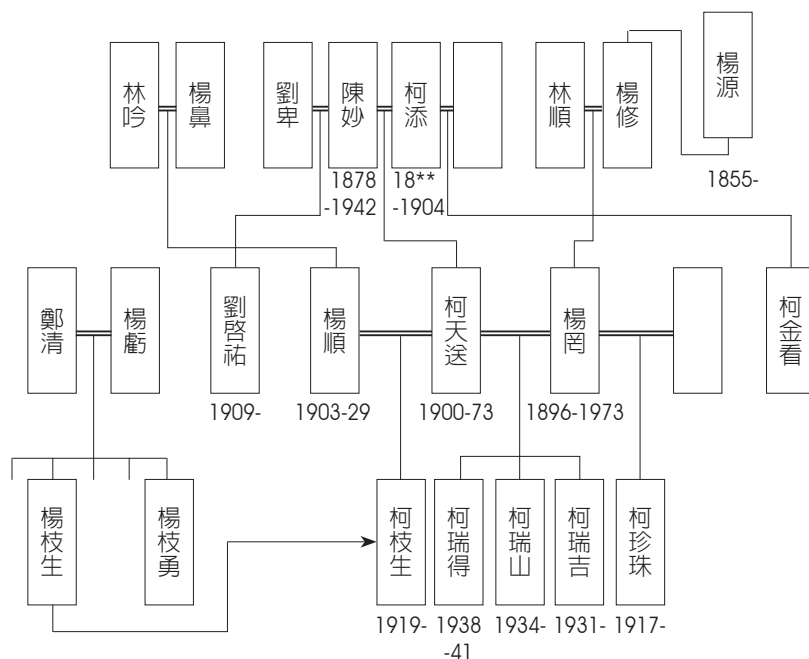 林吟
楊鼻
劉卑
陳妙
柯添
林順
楊修
楊源
1878
-1942
18**
-1904
1855-
鄭清
楊虧
劉啓祐
楊順
柯天送
楊罔
柯金看
1909-
1903-29
1900-73
1896-1973
楊枝生
楊枝勇
柯枝生
柯瑞得
柯瑞山
柯瑞吉
柯珍珠
1919-
1938
-41
1934-
1931-
1917-